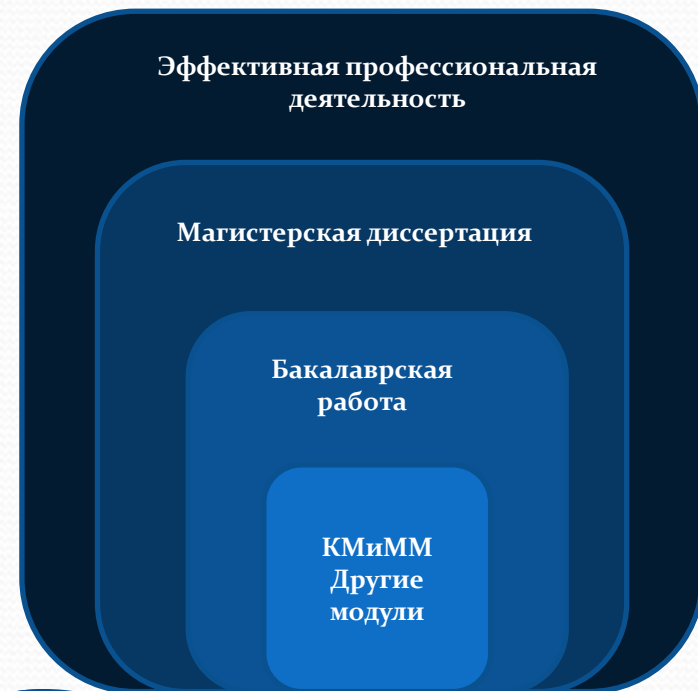 Эффективная профессиональная
деятельность
Магистерская диссертация
Бакалаврская
работа
КМиММ
Другие
модули